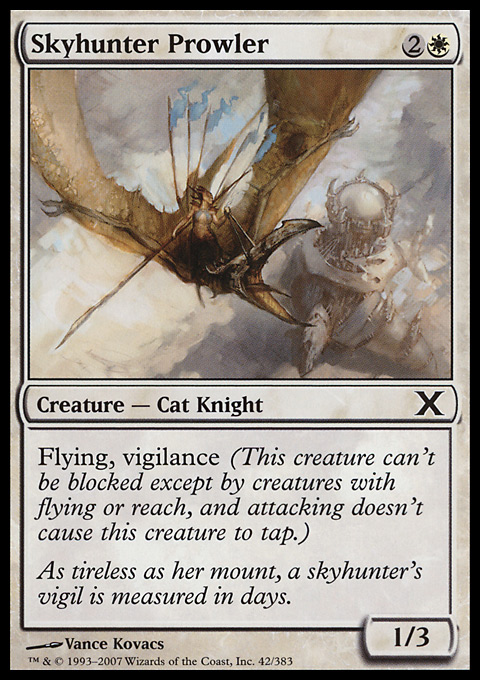 Skyhunter Prowler 2
Creature — Cat Knight X
Flying, vigilance (This creature can't
be blocked except by creatures with
flying or reach, and attacking doesn't
cause this creature to tap.)
As tireless as her mount, a skyhunter's
vigil is measured in days.
Vance Kovacs
1/3
™ & © 1993–2007 Wizards of the Coast, Inc. 42/383